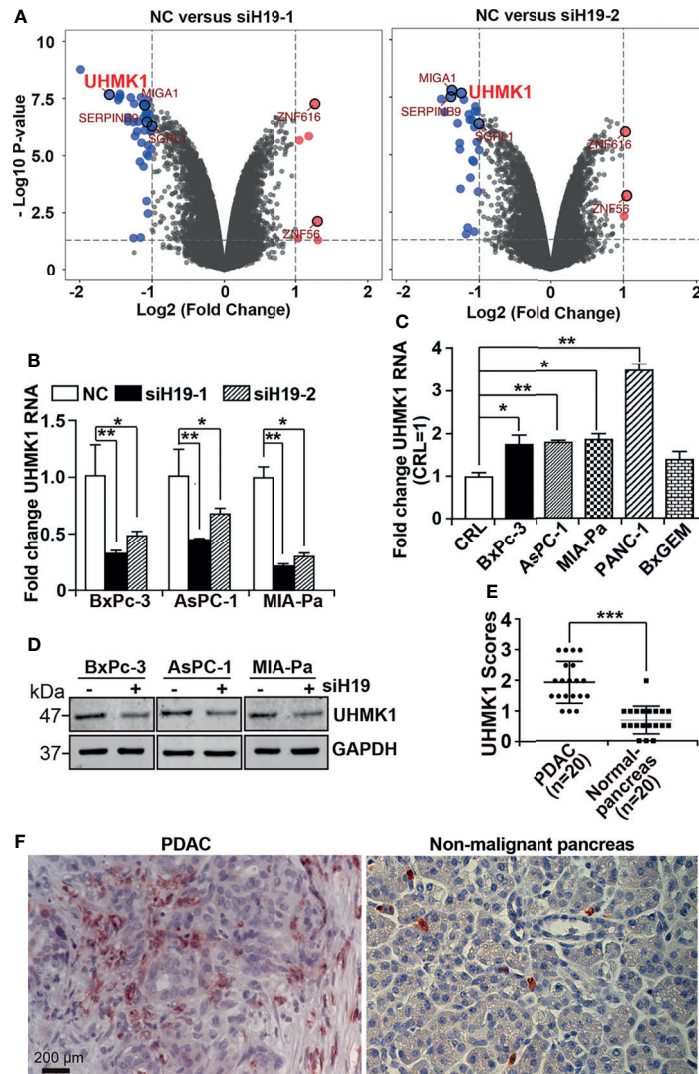 A
NC versus siH19-1
NC versus siH19-2
- Log10 P-value
10
7.5
5.0
2.5
0
UHMK1
MIGA1
SERPINB9
SGPL1
ZNF616
ZNF56
-2 -1 0 1 2
Log2 (Fold Change)
MIGA1
UHMK1
SERPINB9
SGPL1
ZNF616
ZNF56
-2 -1 0 1 2
Log2 (Fold Change)
B
NC siH19-1 siH19-2
Fold change UHMK1 RNA
1.5
1.0
0.5
0
* ** * ** * **
BxPc-3 AsPC-1 MIA-Pa
C
Fold change UHMK1 RNA
(CRL=1)
4
2
1
0
**
*
**
*
CRL BxPc-3 AsPC-1 MIA-Pa PANC-1 BxGEM
D
BxPc-3 AsPC-1 MIA-Pa
kDa - + - + - + siH19
47 UHMK1
37 GAPDH
E
UHMK1 Scores
4
3
2
1
0
***
PDAC
(n=20)
Normal-
pancreas
(n=20)
F
PDAC
Non-malignant pancreas
200 µm